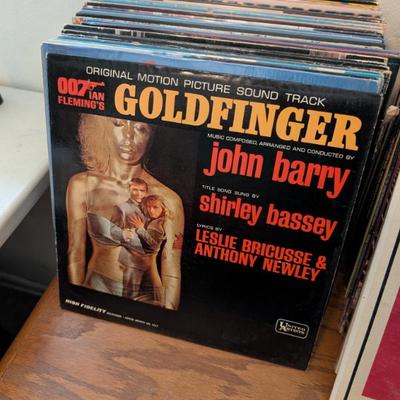 ORIGINAL MOTION PICTURE SOUND TRACK
007
IAN
FLEMING'S
GOLDFINGER
MUSIC COMPOSED, ARRANGED AND CONDUCTED BY
john barry
TITLE SONG SUNG BY
shirley bassey
LYRICS BY
LESLIE BRICUSSE &
ANTHONY NEWLEY
HIGH FIDELITY
UNITED
ARTISTS